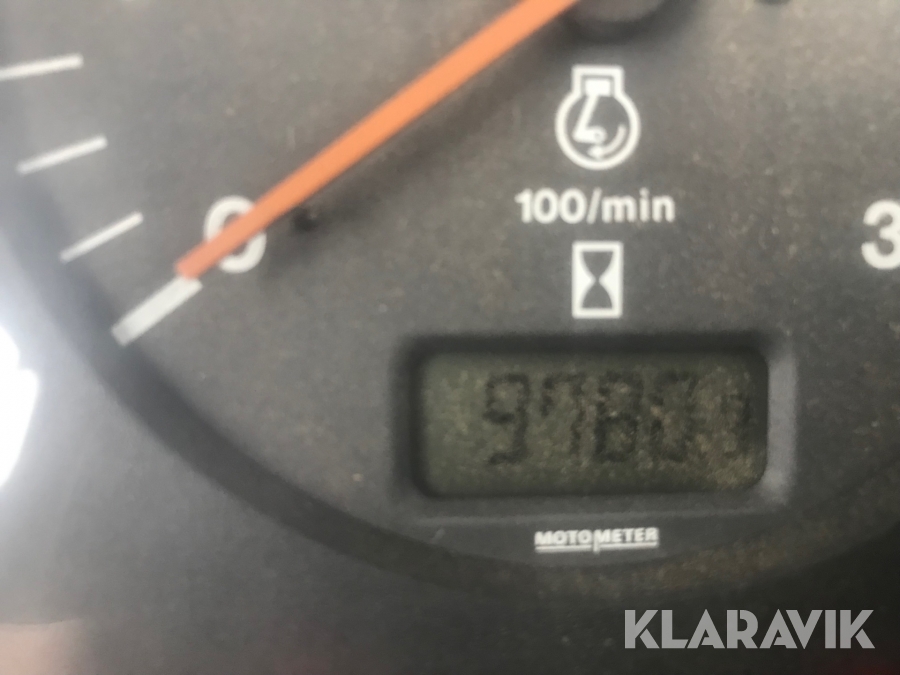 0
100/min
3
MOTOMETER
KLARAVIK